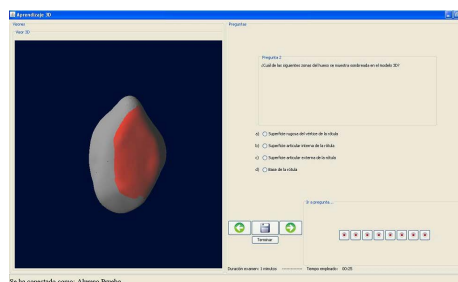 Aprendizaje 3D
Visores
Visor 3D
Preguntas
Pregunta 2
¿Cuál de las siguientes zonas del hueso se muestra sombreada en el modelo 3D?
a) Superficie rugosa del vértice de la rótula
b) Superficie articular interna de la rótula
c) Superficie articular externa de la rótula
d) Base de la rótula
Ir a pregunta...
Terminar
Duración examen: 3 minutos
Tiempo empleado: 00:25
Se ha conectado como: Alumno Prueba